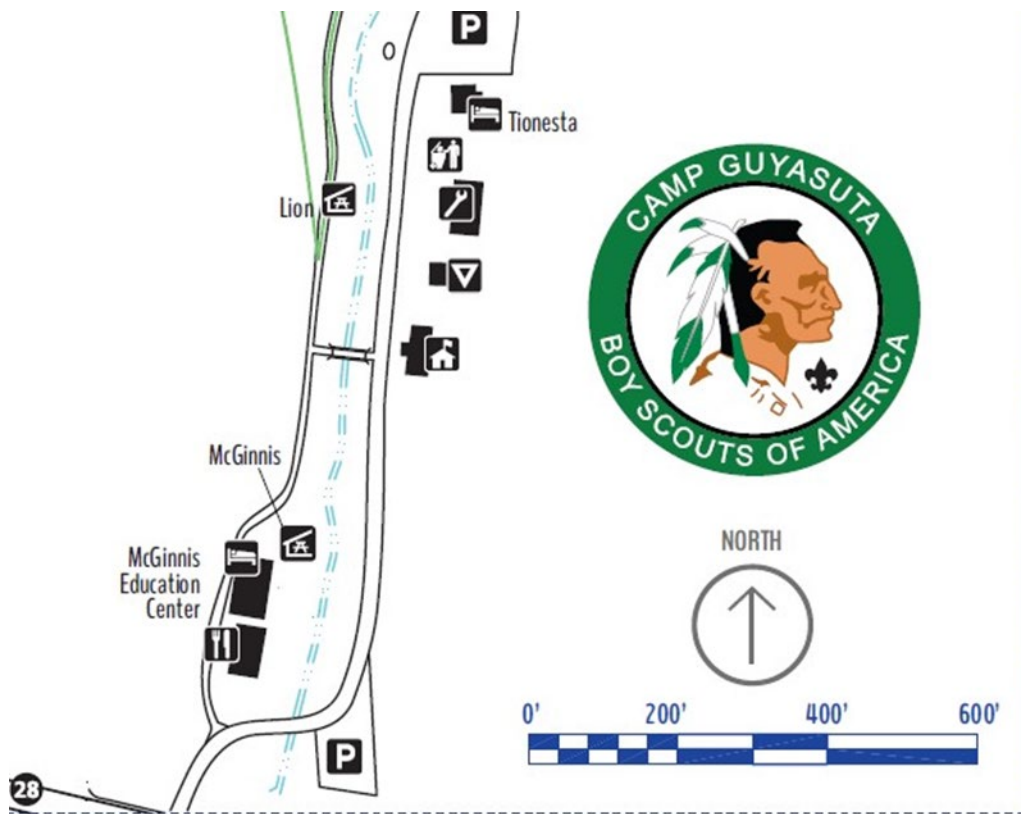 P
Tionesta
Lion
CAMP GUYASUTA
BOY SCOUTS OF AMERICA
McGinnis
McGinnis
Education
Center
NORTH
0' 200' 400' 600'
P
28